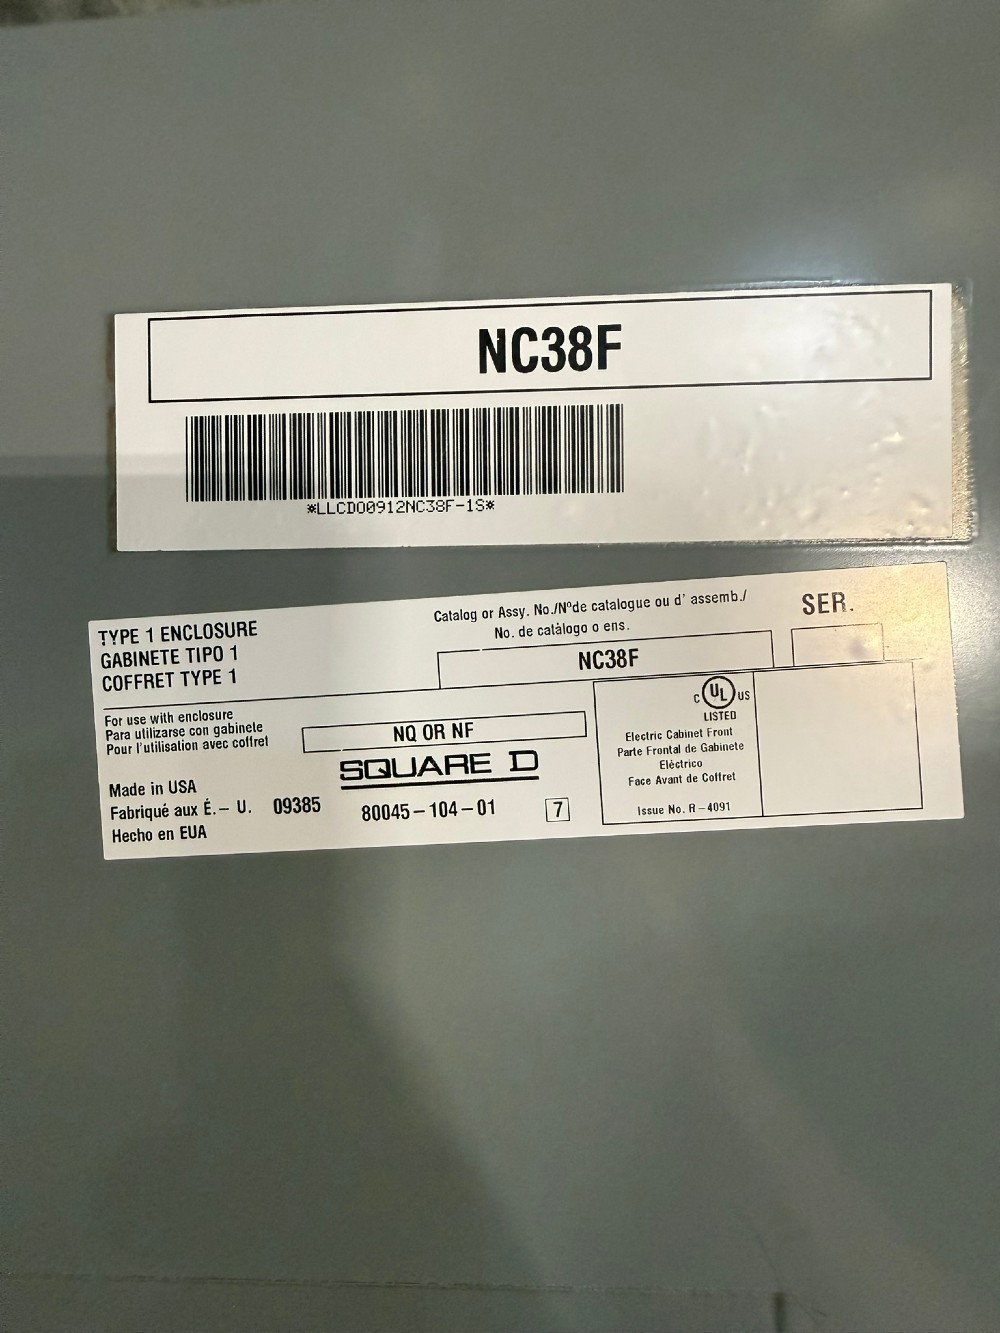 NC38F
*LLCDO0912NC38F-1S*
TYPE 1 ENCLOSURE
GABINETE TIPO 1
COFFRET TYPE 1
Catalog or Assy. No./Nºde catalogue ou d' assemb./
No. de catàlogo o ens.
SER.
NC38F
For use with enclosure
Para utilizarse con gabinete
Pour l'utilisation avec coffret
NQ OR NF
SQUARE D
Made in USA
Fabriqué aux É.– U.
Hecho en EUA
09385
80045–104–01
7
C UL US
LISTED
Electric Cabinet Front
Parte Frontal de Gabinete
Eléctrico
Face Avant de Coffret
Issue No. R–4091